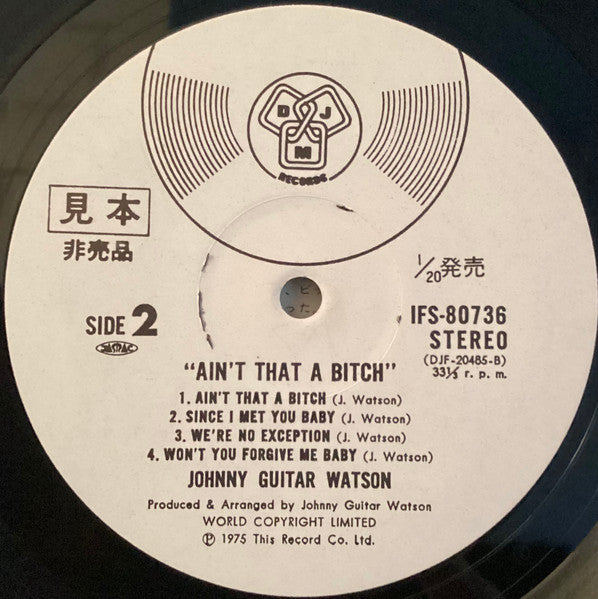 D J
M
RECORDS
見本
非売品
1/20発売
SIDE 2
JASRAC
IFS-80736
STEREO
(DJF-20485-B)
33⅓ r. p. m.
"AIN'T THAT A BITCH"
1. AIN'T THAT A BITCH (J. Watson)
2. SINCE I MET YOU BABY (J. Watson)
3. WE'RE NO EXCEPTION (J. Watson)
4. WON'T YOU FORGIVE ME BABY (J. Watson)
JOHNNY GUITAR WATSON
Produced & Arranged by Johnny Guitar Watson
WORLD COPYRIGHT LIMITED
℗ 1975 This Record Co. Ltd.